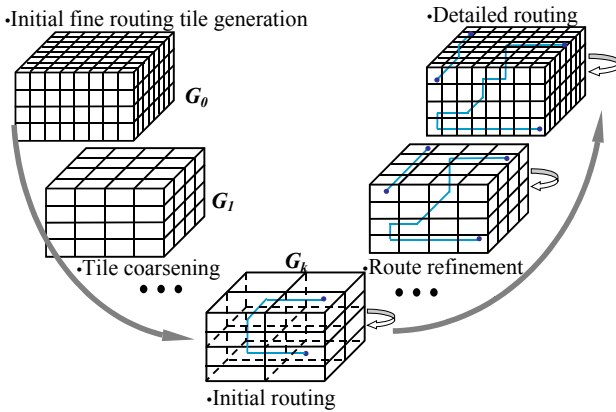 •Initial fine routing tile generation
•Detailed routing
G0
G1
•Tile coarsening
Gk
•Route refinement
•Initial routing